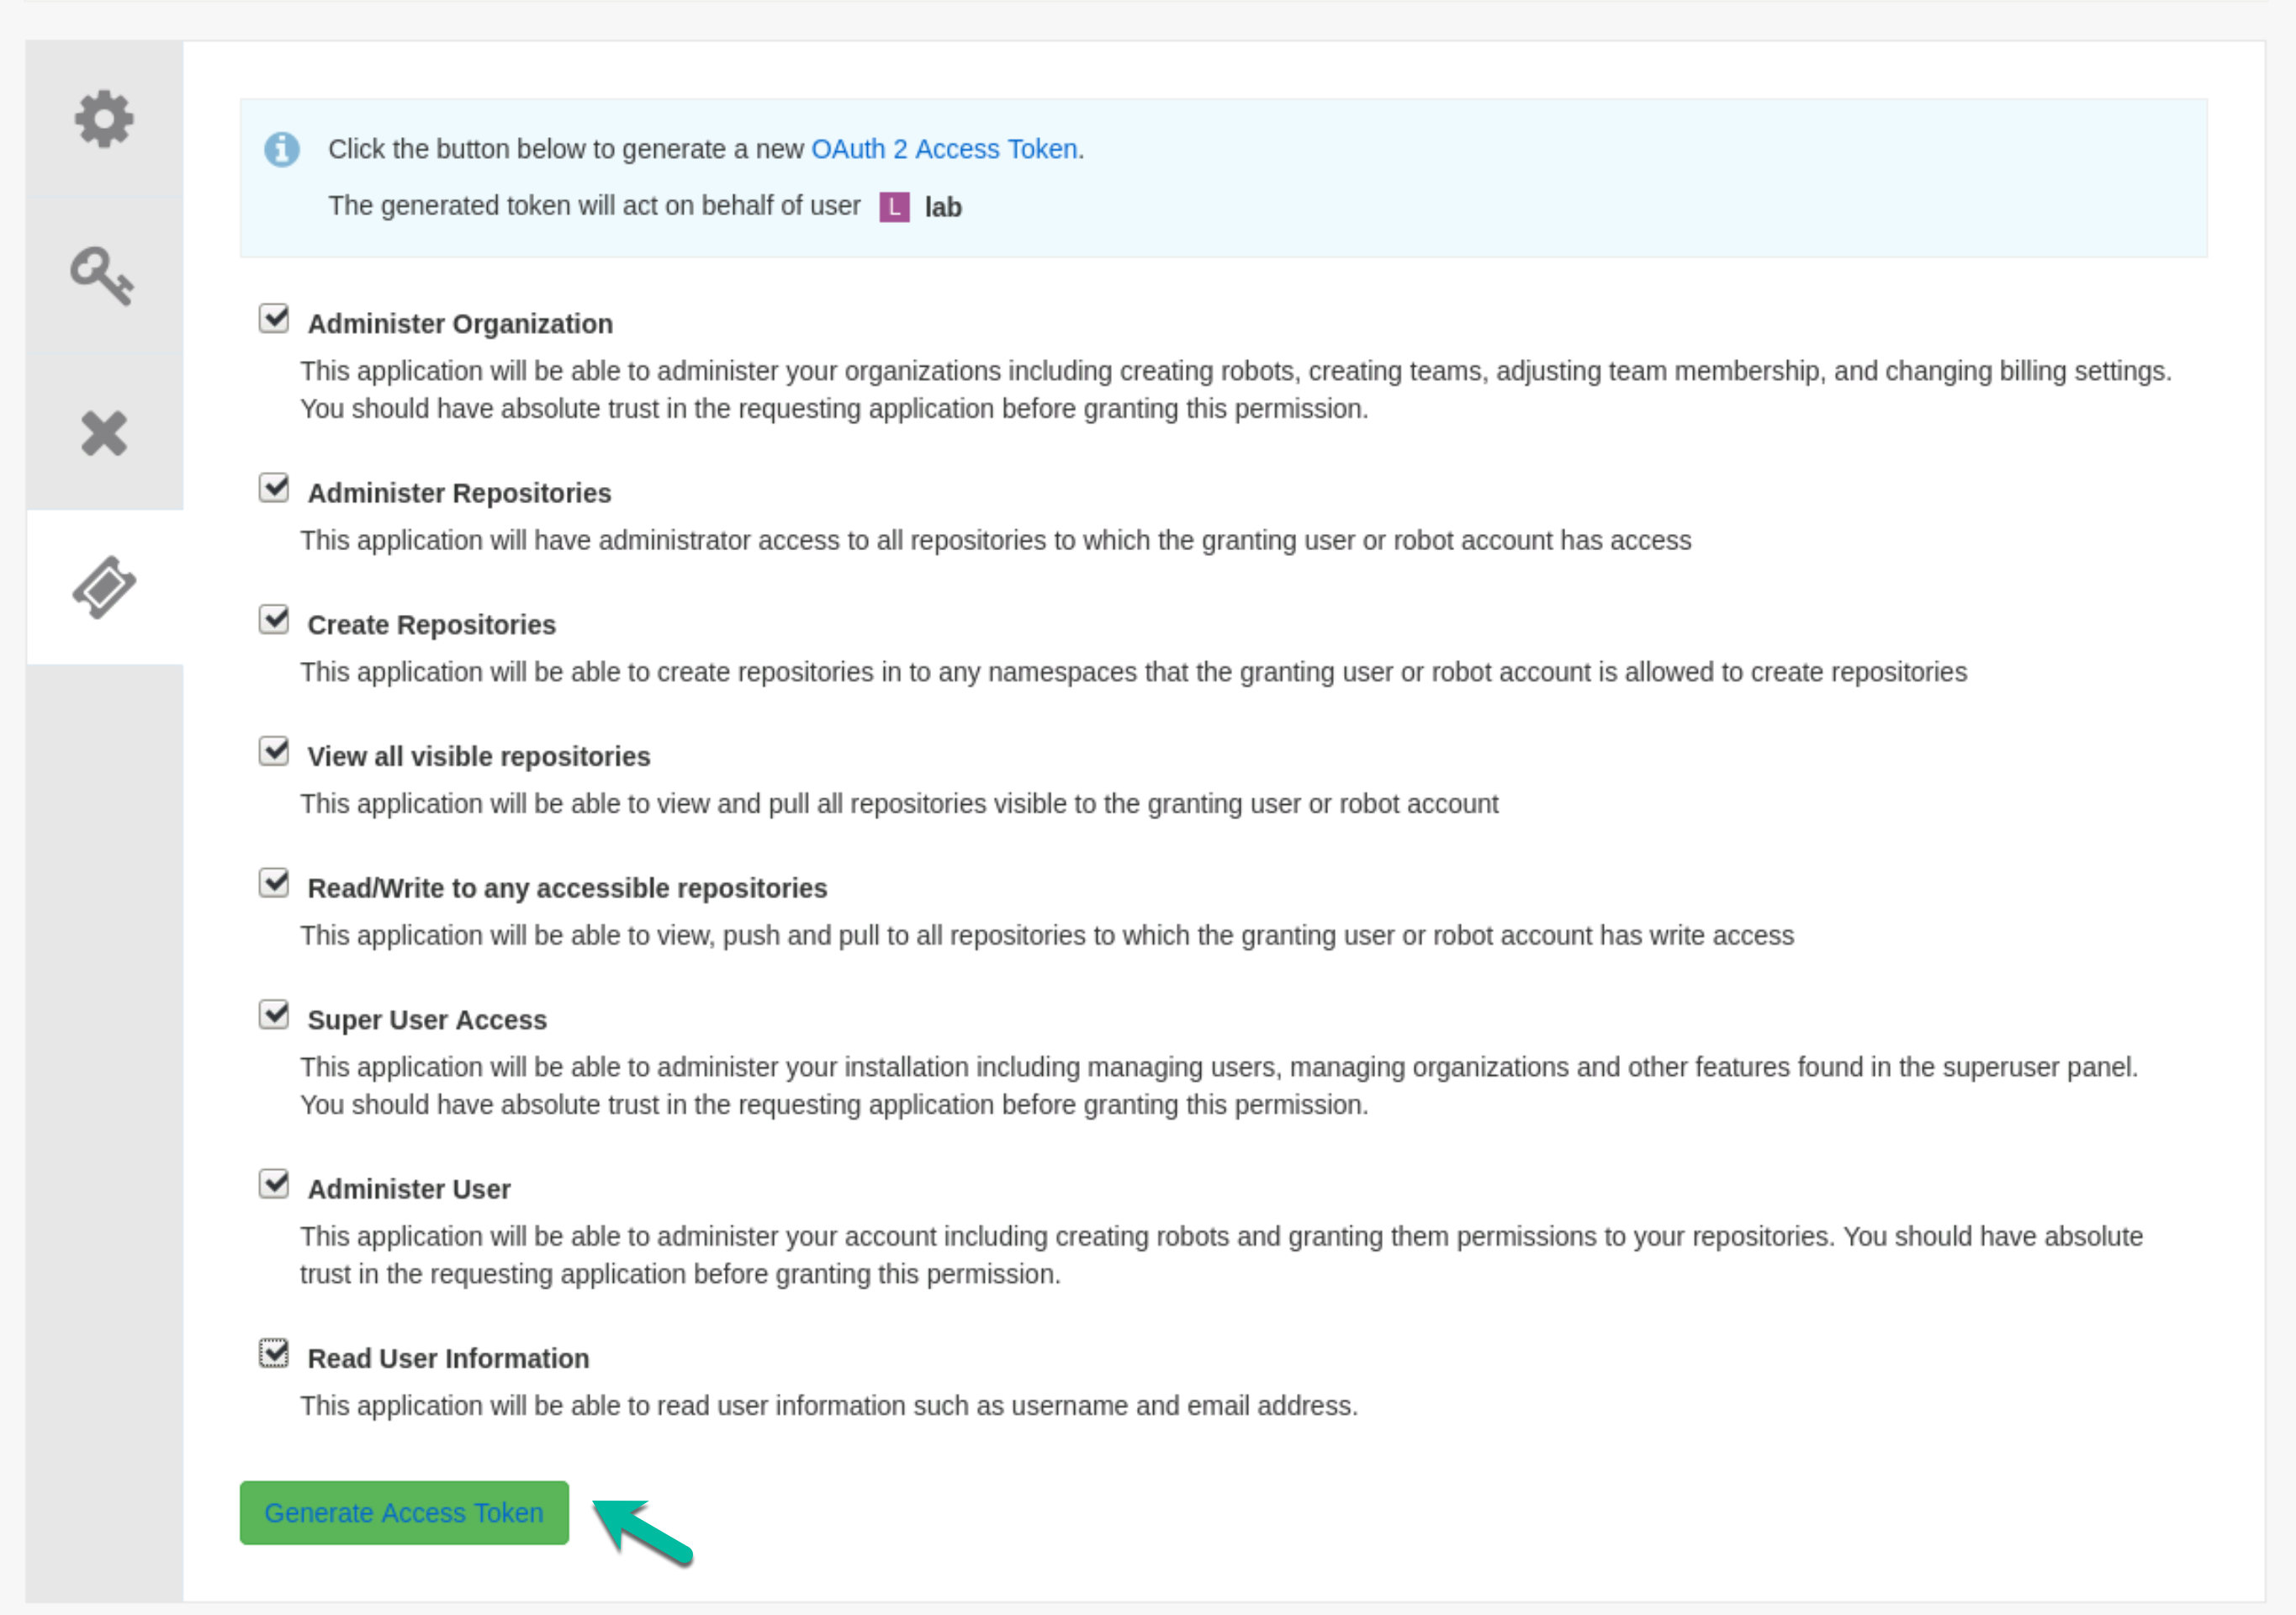 Click the button below to generate a new OAuth 2 Access Token.
The generated token will act on behalf of user L lab
Administer Organization
This application will be able to administer your organizations including creating robots, creating teams, adjusting team membership, and changing billing settings.
You should have absolute trust in the requesting application before granting this permission.
Administer Repositories
This application will have administrator access to all repositories to which the granting user or robot account has access
Create Repositories
This application will be able to create repositories in to any namespaces that the granting user or robot account is allowed to create repositories
View all visible repositories
This application will be able to view and pull all repositories visible to the granting user or robot account
Read/Write to any accessible repositories
This application will be able to view, push and pull to all repositories to which the granting user or robot account has write access
Super User Access
This application will be able to administer your installation including managing users, managing organizations and other features found in the superuser panel.
You should have absolute trust in the requesting application before granting this permission.
Administer User
This application will be able to administer your account including creating robots and granting them permissions to your repositories. You should have absolute
trust in the requesting application before granting this permission.
Read User Information
This application will be able to read user information such as username and email address.
Generate Access Token